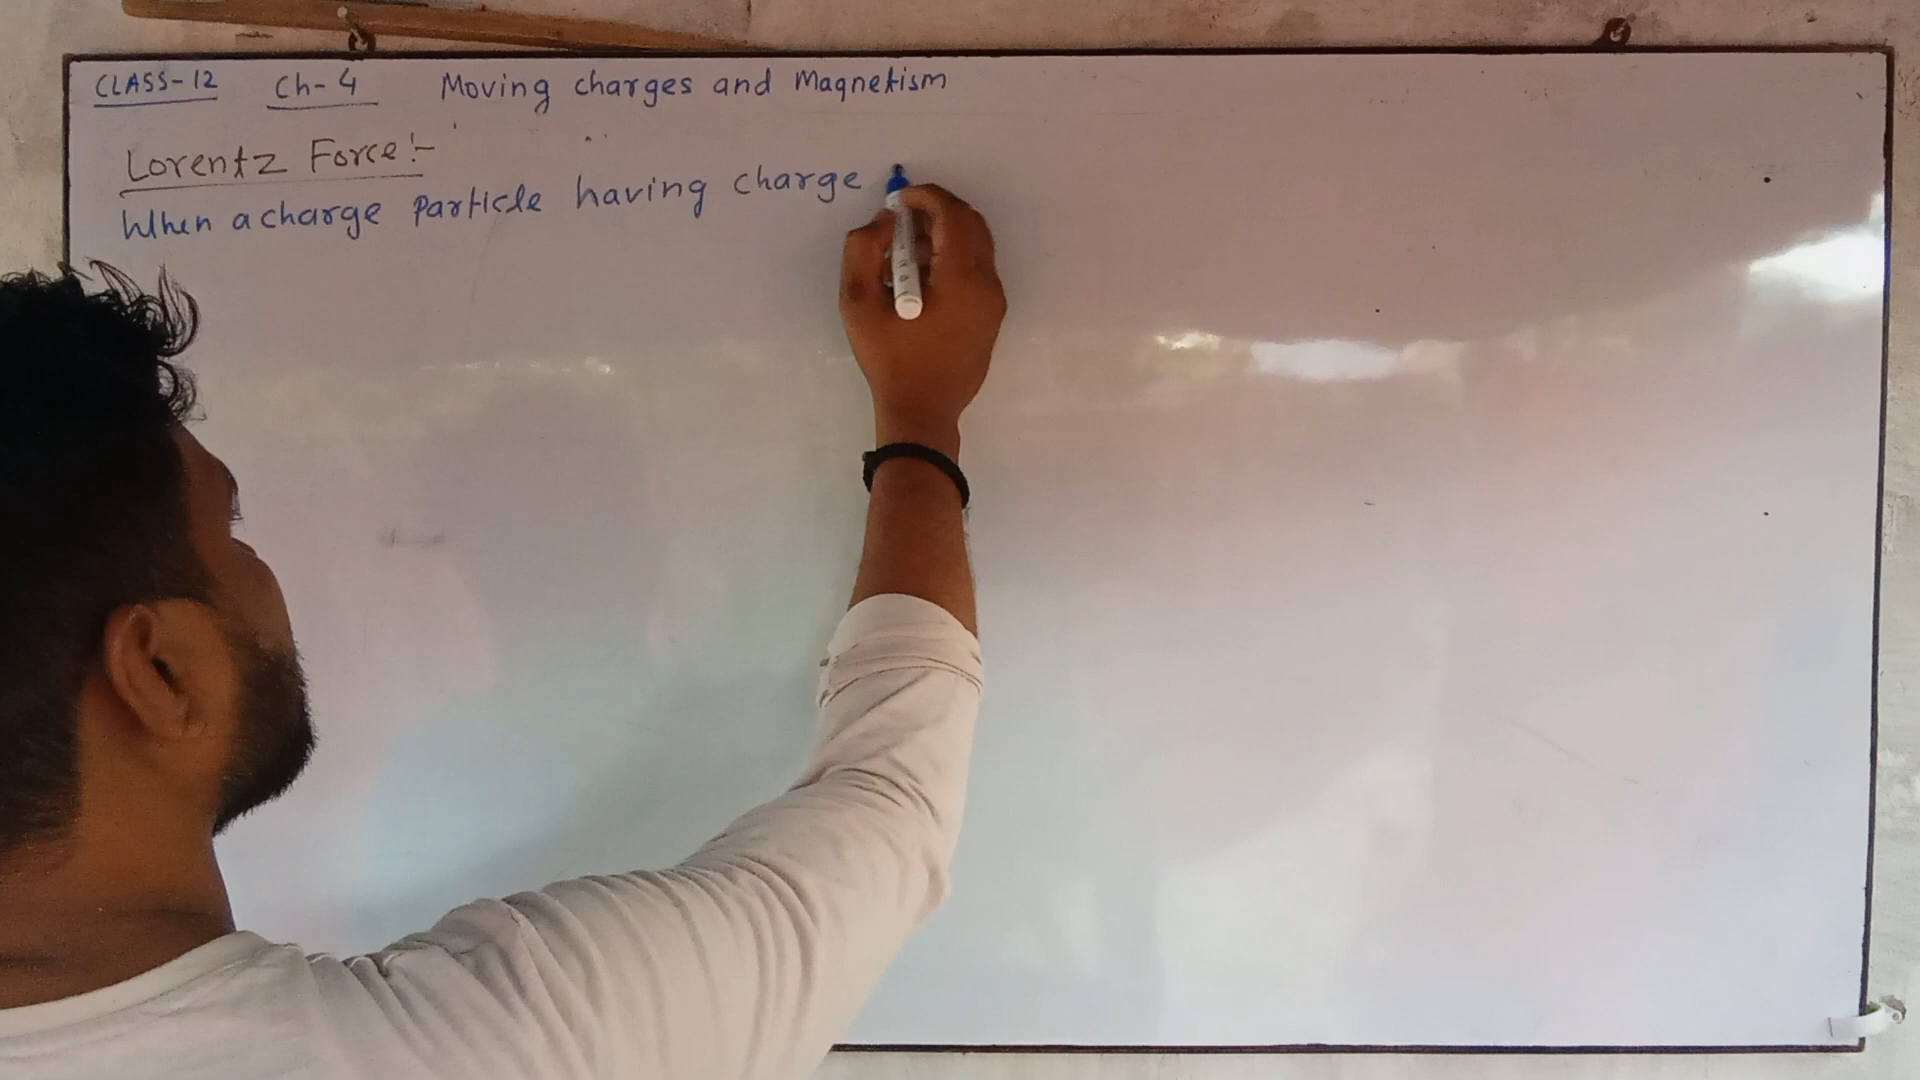 CLASS-12 Ch-4 Moving charges and Magnetism
Lorentz Force:-
When a charge particle having charge